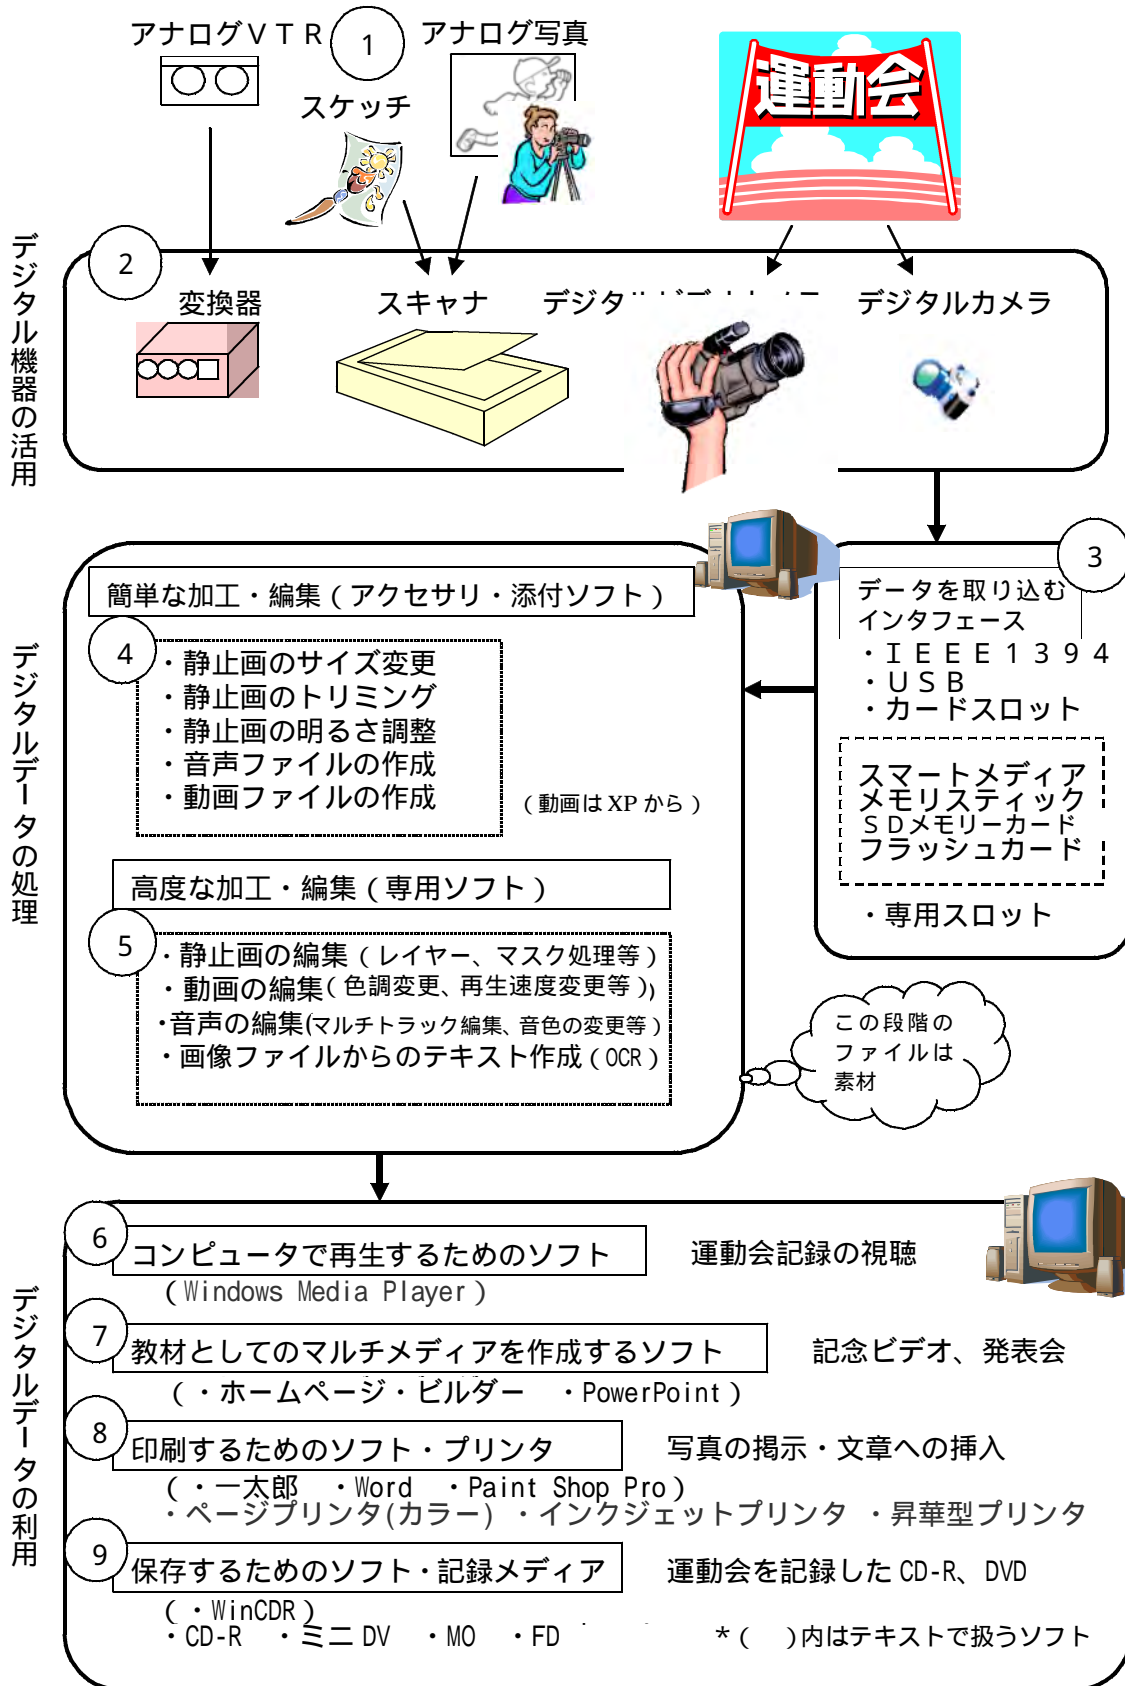 アナログVTR
1
アナログ写真
スケッチ
運動会
デジタル機器の活用
2
変換器
スキャナ
デジタ
デジタルカメラ
デジタルデータの処理
3
データを取り込む
インタフェース
・IEEE1394
・USB
・カードスロット
スマートメディア
メモリスティック
SDメモリーカード
フラッシュカード
・専用スロット
簡単な加工・編集(アクセサリ・添付ソフト)
4
・静止画のサイズ変更
・静止画のトリミング
・静止画の明るさ調整
・音声ファイルの作成
・動画ファイルの作成
(動画は XP から)
高度な加工・編集(専用ソフト)
5
・静止画の編集(レイヤー、マスク処理等)
・動画の編集(色調変更、再生速度変更等))
・音声の編集(マルチトラック編集、音色の変更等)
・画像ファイルからのテキスト作成(OCR)
この段階の
ファイルは
素材
デジタルデータの利用
6
コンピュータで再生するためのソフト 運動会記録の視聴
(Windows Media Player)
7
教材としてのマルチメディアを作成するソフト 記念ビデオ、発表会
(・ホームページ・ビルダー ・PowerPoint)
8
印刷するためのソフト・プリンタ 写真の掲示・文章への挿入
(・一太郎 ・Word ・Paint Shop Pro)
・ページプリンタ(カラー) ・インクジェットプリンタ ・昇華型プリンタ
9
保存するためのソフト・記録メディア 運動会を記録した CD-R、DVD
(・WinCDR)
・CD-R ・ミニ DV ・MO ・FD *( )内はテキストで扱うソフト